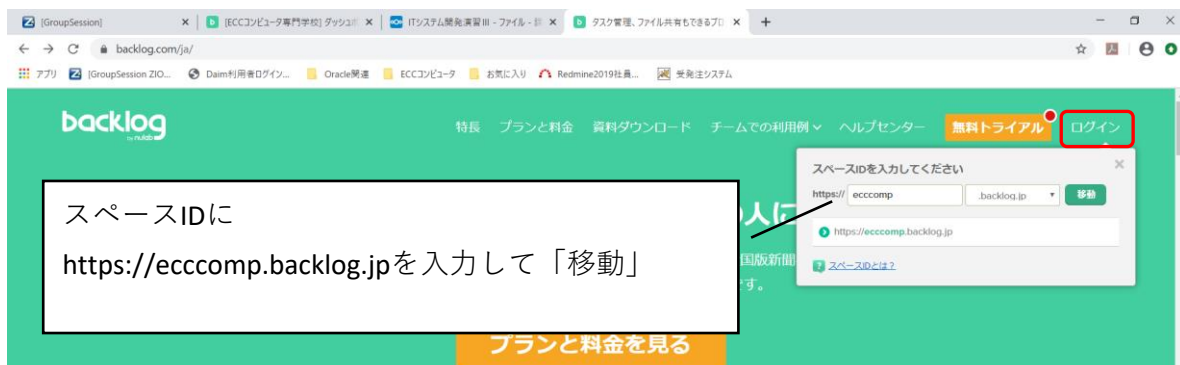 [GroupSession]
[ECCコンピュータ専門学校] ダッシュボ
ITシステム開発演習III - ファイル - 
タスク管理、ファイル共有もできるプロ
backlog.com/ja/
アプリ
[GroupSession ZIO...
Daim利用者ログイン...
Oracle関連
ECCコンピュータ
お気に入り
Redmine2019社員...
受発注システム
backlog
by nulab
特長 プランと料金 資料ダウンロード チームでの利用例 ヘルプセンター 無料トライアル ログイン
スペースIDを入力してください
https:// ecccomp .backlog.jp 移動
https://ecccomp.backlog.jp
スペースIDとは？
スペースIDに
https://ecccomp.backlog.jpを入力して「移動」
人に
国版新聞
す。
プランと料金を見る